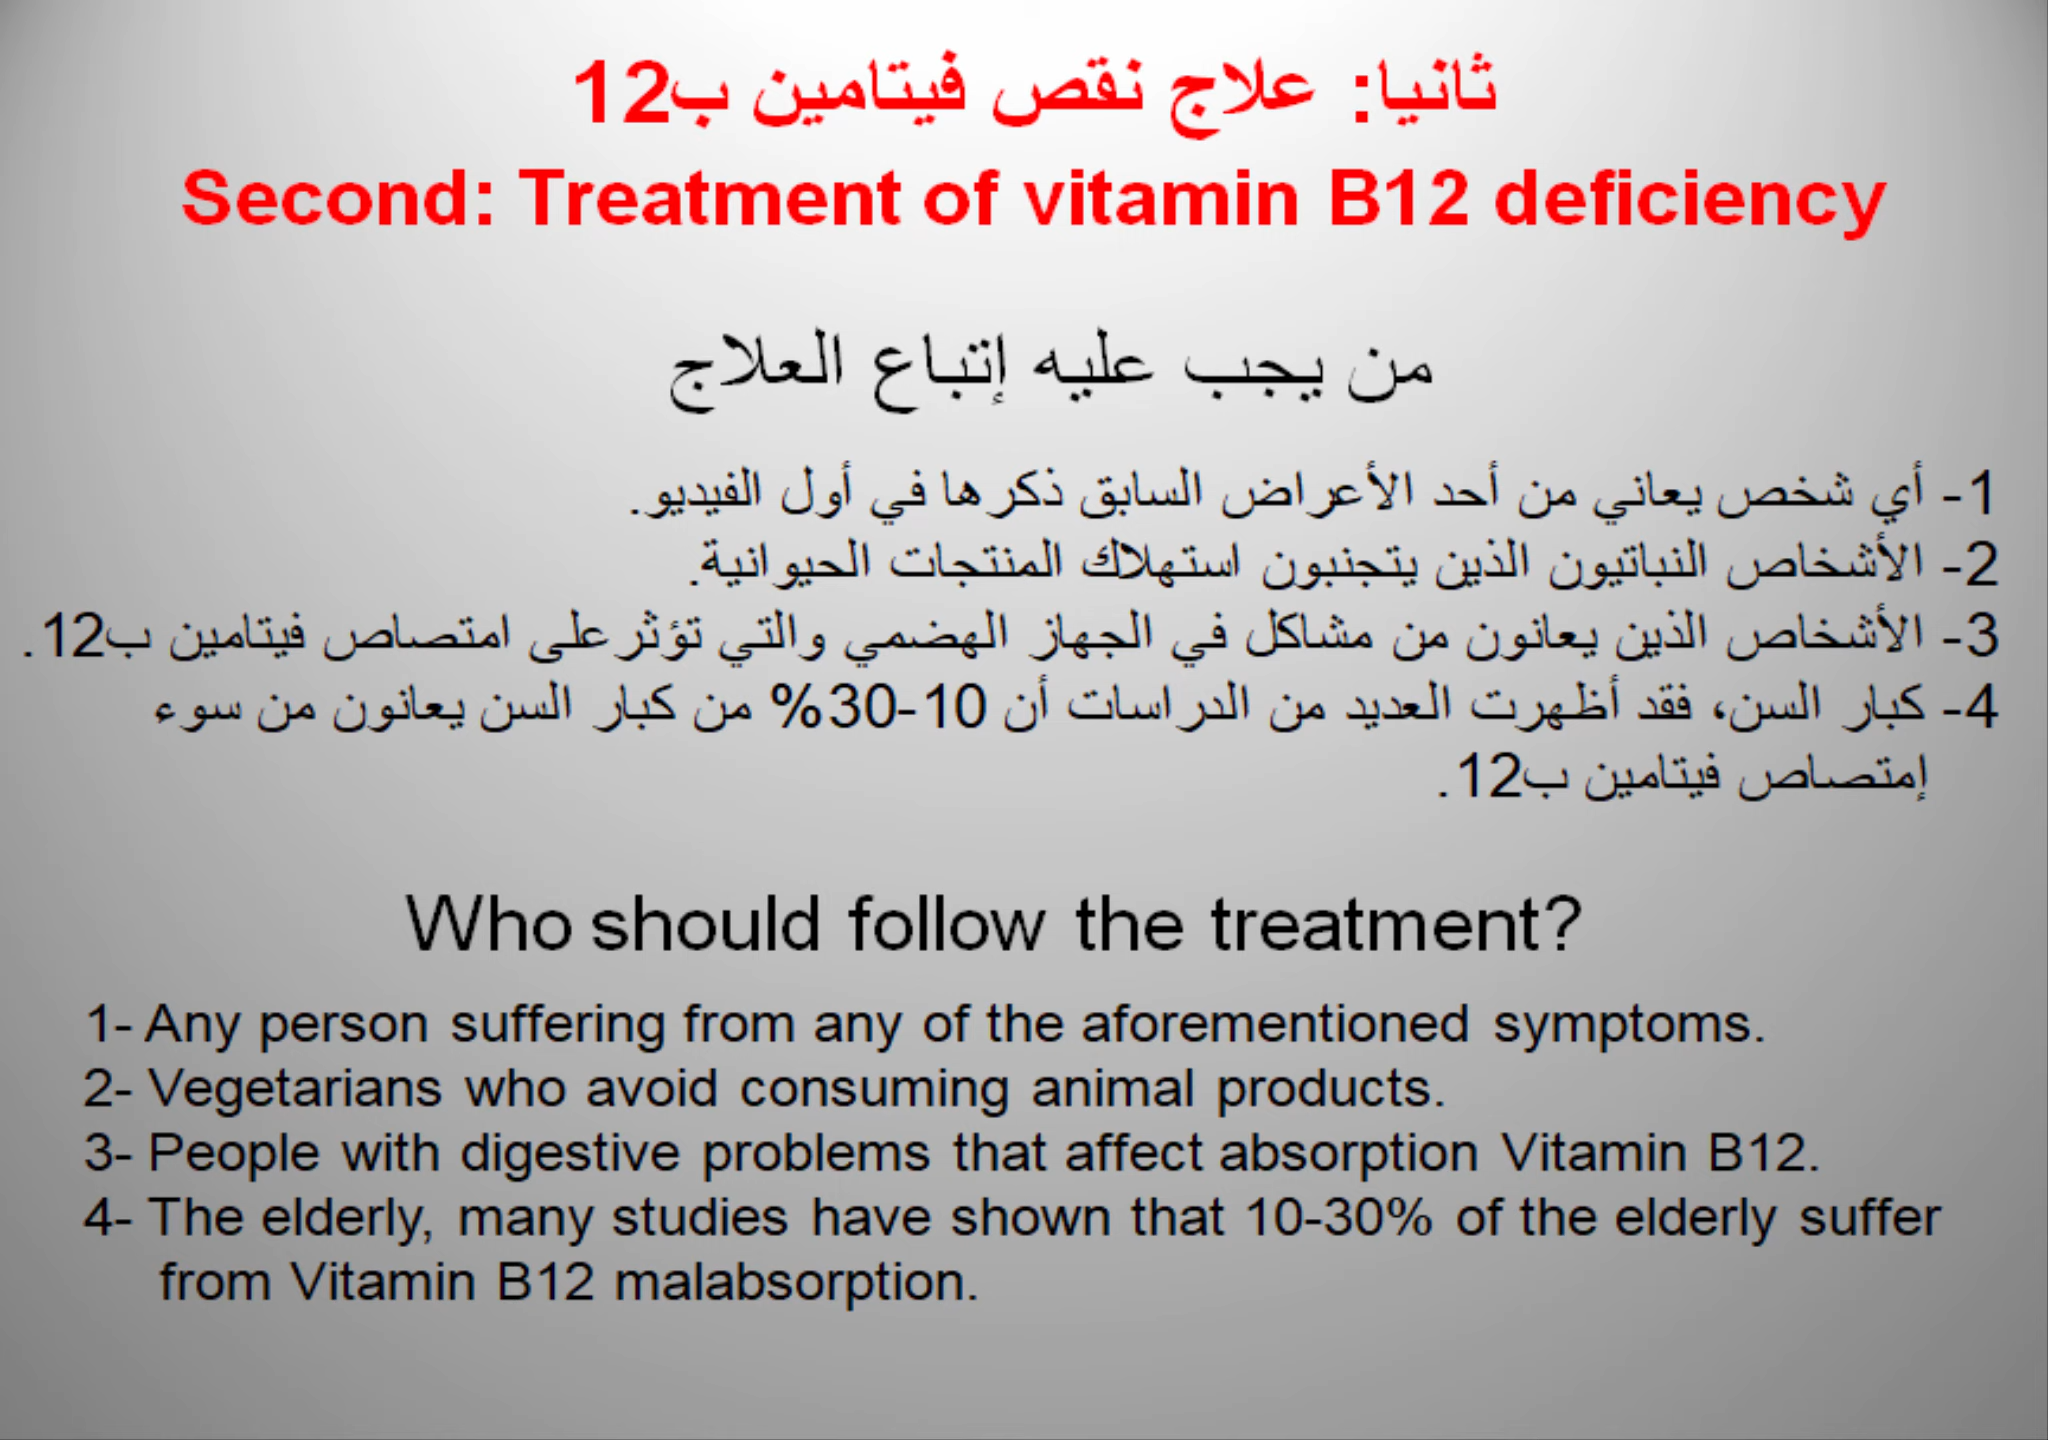 ثانيا: علاج نقص فيتامين ب12
Second: Treatment of vitamin B12 deficiency
من يجب عليه إتباع العلاج
1- أي شخص يعاني من أحد الأعراض السابق ذكرها في أول الفيديو.
2- الأشخاص النباتيون الذين يتجنبون استهلاك المنتجات الحيوانية.
3- الأشخاص الذين يعانون من مشاكل في الجهاز الهضمي والتي تؤثر على امتصاص فيتامين ب12.
4- كبار السن، فقد أظهرت العديد من الدراسات أن 10-30% من كبار السن يعانون من سوء
إمتصاص فيتامين ب12.
Who should follow the treatment?
1- Any person suffering from any of the aforementioned symptoms.
2- Vegetarians who avoid consuming animal products.
3- People with digestive problems that affect absorption Vitamin B12.
4- The elderly, many studies have shown that 10-30% of the elderly suffer
from Vitamin B12 malabsorption.